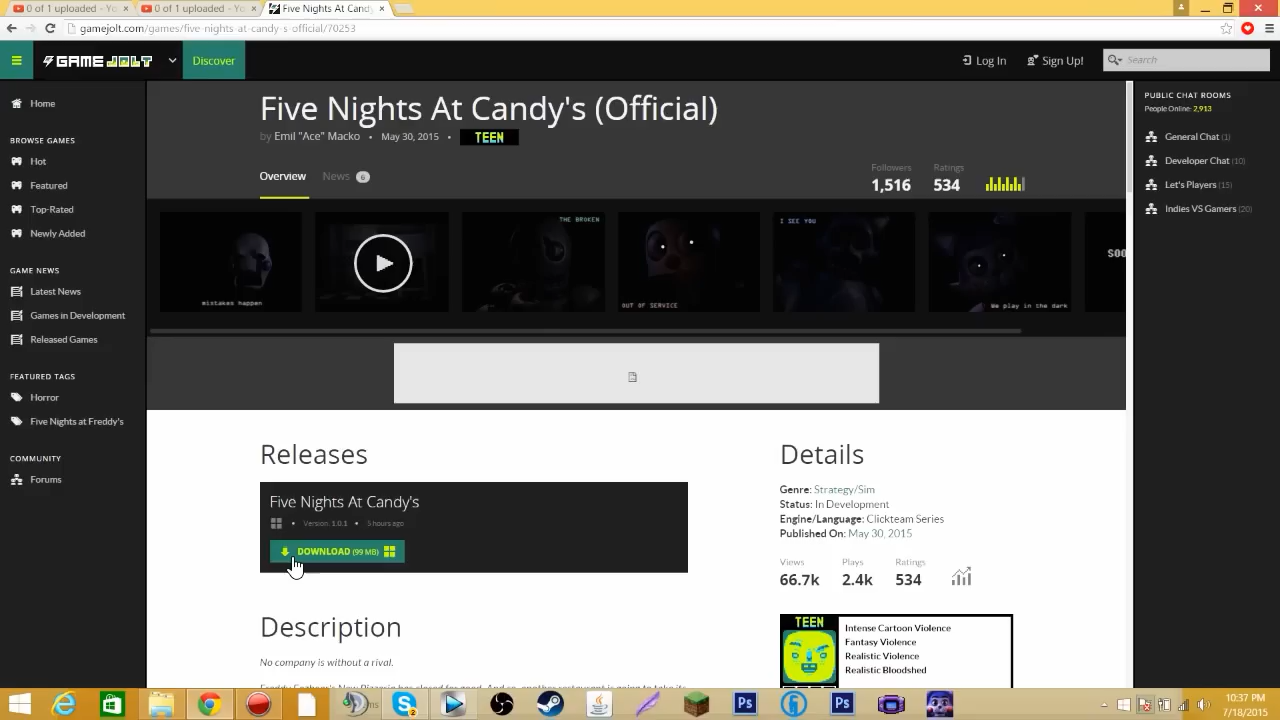 0 of 1 uploaded - Yo
0 of 1 uploaded - Yo
Five Nights At Candy
gamejolt.com/games/five-nights-at-candy-s-official/70253
GAME JOLT
Discover
Log In
Sign Up!
Search
Home
BROWSE GAMES
Hot
Featured
Top-Rated
Newly Added
GAME NEWS
Latest News
Games in Development
Released Games
FEATURED TAGS
Horror
Five Nights at Freddy's
COMMUNITY
Forums
Five Nights At Candy's (Official)
by Emil "Ace" Macko • May 30, 2015 • TEEN
Overview
News 6
Followers
1,516
Ratings
534
mistakes happen
THE BROKEN
OUT OF SERVICE
I SEE YOU
We play in the dark
SOO
PUBLIC CHAT ROOMS
People Online: 2,913
General Chat (1)
Developer Chat (10)
Let's Players (15)
Indies VS Gamers (20)
Releases
Five Nights At Candy's
• Version: 1.0.1 • 5 hours ago
DOWNLOAD (99 MB)
Description
No company is without a rival.
Details
Genre: Strategy/Sim
Status: In Development
Engine/Language: Clickteam Series
Published On: May 30, 2015
Views
66.7k
Plays
2.4k
Ratings
534
TEEN
Intense Cartoon Violence
Fantasy Violence
Realistic Violence
Realistic Bloodshed
10:37 PM
7/18/2015